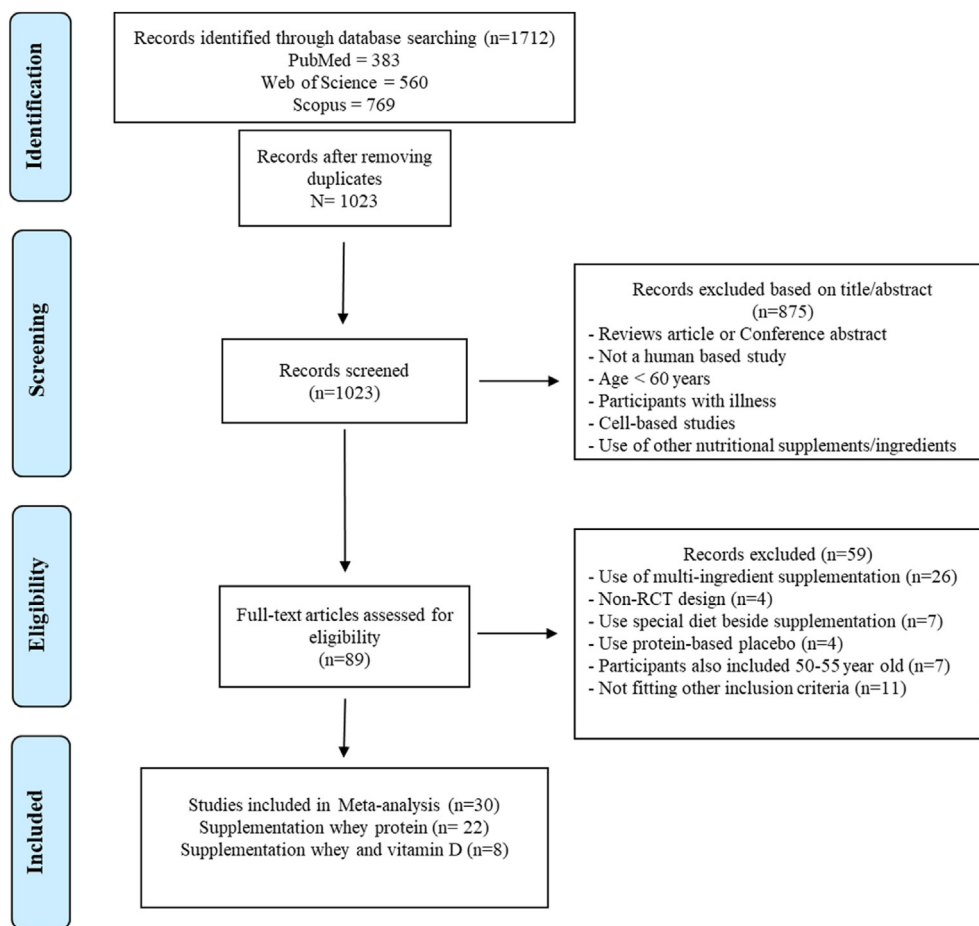 Identification
Records identified through database searching (n=1712)
PubMed = 383
Web of Science = 560
Scopus = 769
Records after removing
duplicates
N= 1023
Screening
Records screened
(n=1023)
Records excluded based on title/abstract
(n=875)
- Reviews article or Conference abstract
- Not a human based study
- Age < 60 years
- Participants with illness
- Cell-based studies
- Use of other nutritional supplements/ingredients
Eligibility
Full-text articles assessed for
eligibility
(n=89)
Records excluded (n=59)
- Use of multi-ingredient supplementation (n=26)
- Non-RCT design (n=4)
- Use special diet beside supplementation (n=7)
- Use protein-based placebo (n=4)
- Participants also included 50-55 year old (n=7)
- Not fitting other inclusion criteria (n=11)
Included
Studies included in Meta-analysis (n=30)
Supplementation whey protein (n= 22)
Supplementation whey and vitamin D (n=8)